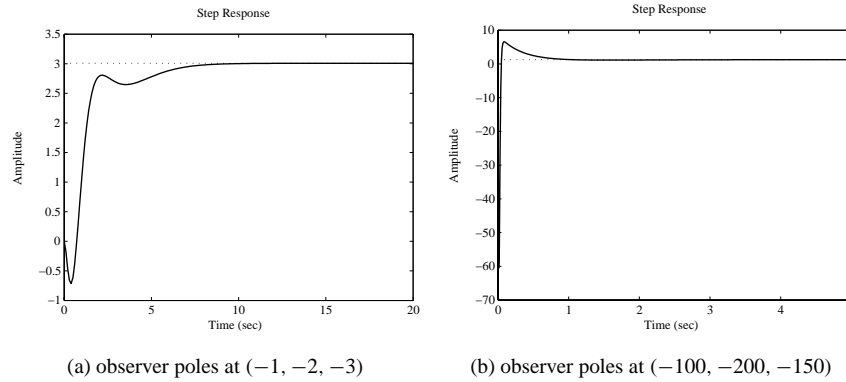 Step Response
3.5
3
2.5
2
1.5
1
0.5
0
−0.5
−1
Amplitude
0 5 10 15 20
Time (sec)
(a) observer poles at (−1, −2, −3)
Step Response
10
0
−10
−20
−30
−40
−50
−60
−70
Amplitude
0 1 2 3 4 5
Time (sec)
(b) observer poles at (−100, −200, −150)